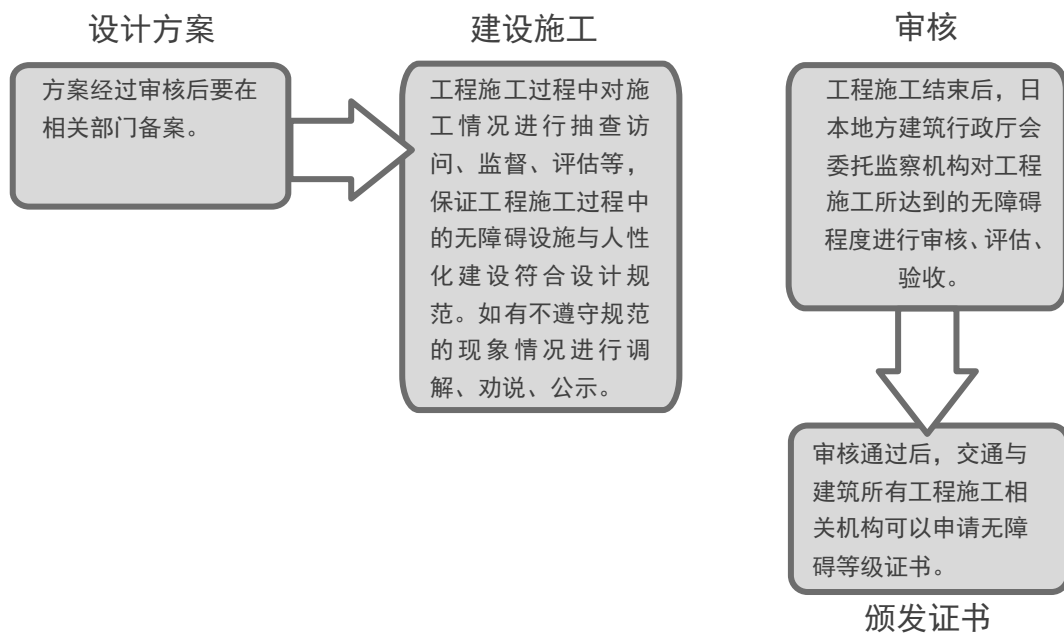 设计方案
方案经过审核后要在
相关部门备案。
建设施工
工程施工过程中对施
工情况进行抽查访
问、监督、评估等，
保证工程施工过程中
的无障碍设施与人性
化建设符合设计规
范。如有不遵守规范
的现象情况进行调
解、劝说、公示。
审核
工程施工结束后，日
本地方建筑行政厅会
委托监察机构对工程
施工所达到的无障碍
程度进行审核、评估、
验收。
审核通过后，交通与
建筑所有工程施工相
关机构可以申请无障
碍等级证书。
颁发证书